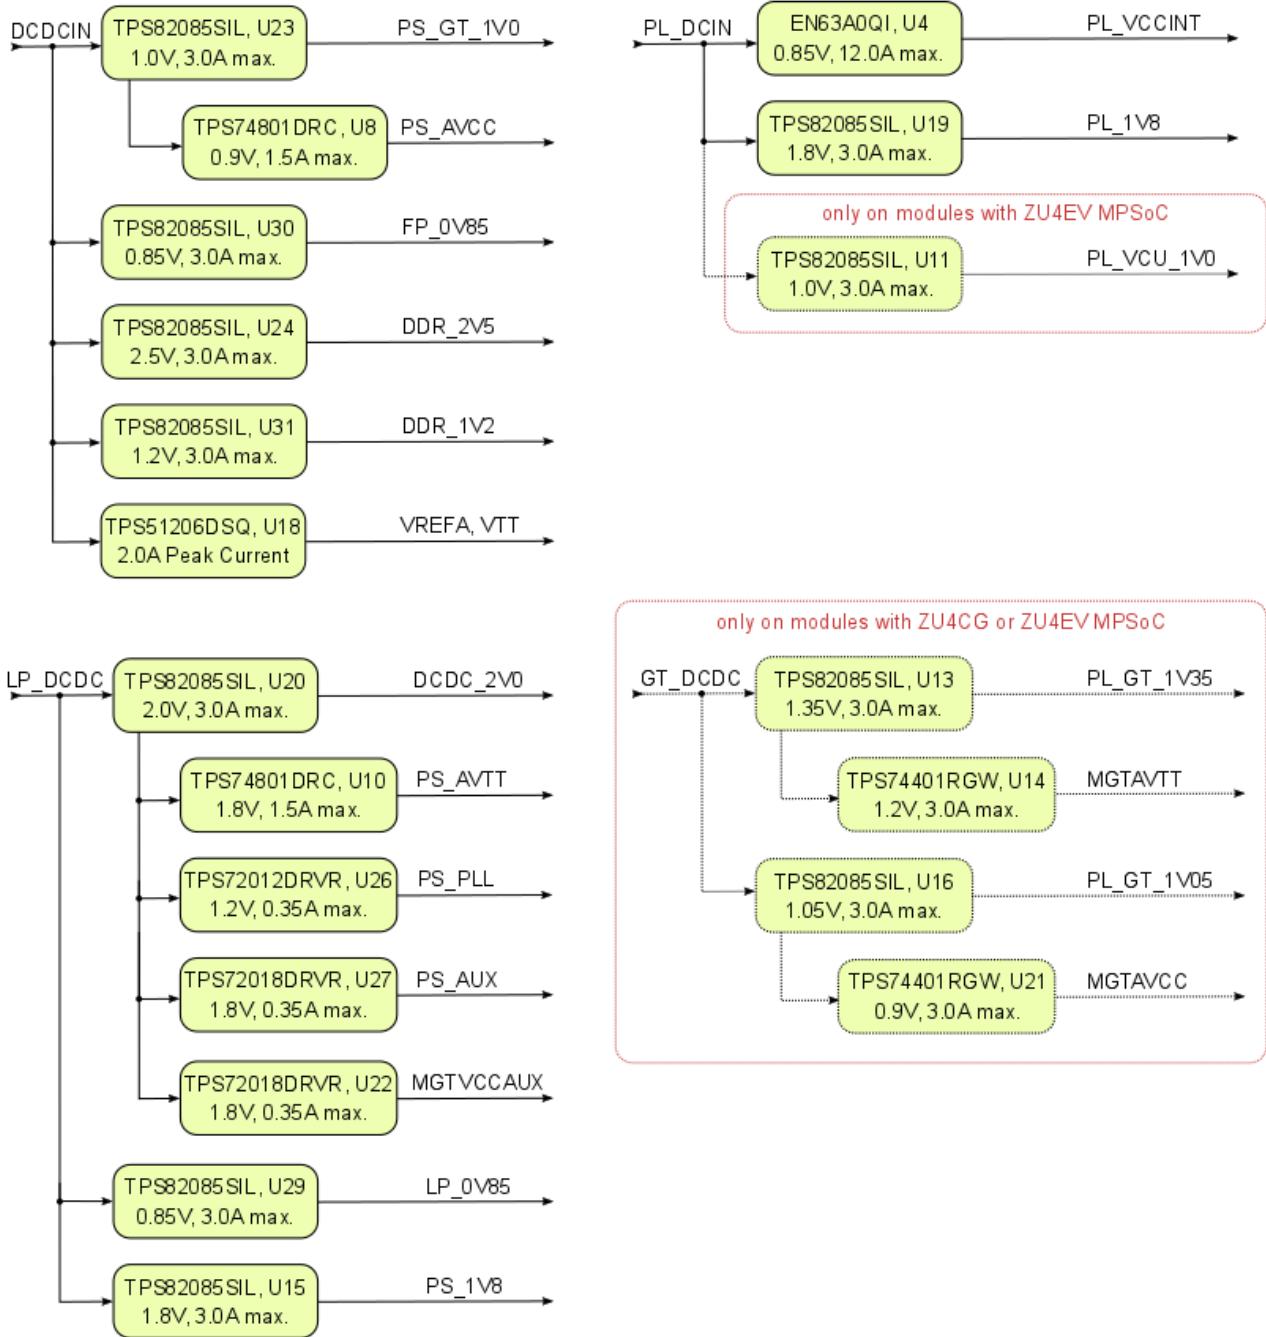 DCDCIN
TPS82085SIL, U23
1.0V, 3.0A max.
PS_GT_1V0
TPS74801DRC, U8
0.9V, 1.5A max.
PS_AVCC
TPS82085SIL, U30
0.85V, 3.0A max.
FP_0V85
TPS82085SIL, U24
2.5V, 3.0A max.
DDR_2V5
TPS82085SIL, U31
1.2V, 3.0A max.
DDR_1V2
TPS51206DSQ, U18
2.0A Peak Current
VREFA, VTT
PL_DCIN
EN63A0QI, U4
0.85V, 12.0A max.
PL_VCCINT
TPS82085SIL, U19
1.8V, 3.0A max.
PL_1V8
only on modules with ZU4EV MPSoC
TPS82085SIL, U11
1.0V, 3.0A max.
PL_VCU_1V0
LP_DCDC
TPS82085SIL, U20
2.0V, 3.0A max.
DCDC_2V0
TPS74801DRC, U10
1.8V, 1.5A max.
PS_AVTT
TPS72012DRVR, U26
1.2V, 0.35A max.
PS_PLL
TPS72018DRVR, U27
1.8V, 0.35A max.
PS_AUX
TPS72018DRVR, U22
1.8V, 0.35A max.
MGTVCCAUX
TPS82085SIL, U29
0.85V, 3.0A max.
LP_0V85
TPS82085SIL, U15
1.8V, 3.0A max.
PS_1V8
only on modules with ZU4CG or ZU4EV MPSoC
GT_DCDC
TPS82085SIL, U13
1.35V, 3.0A max.
PL_GT_1V35
TPS74401RGW, U14
1.2V, 3.0A max.
MGTAVTT
TPS82085SIL, U16
1.05V, 3.0A max.
PL_GT_1V05
TPS74401RGW, U21
0.9V, 3.0A max.
MGTAVCC